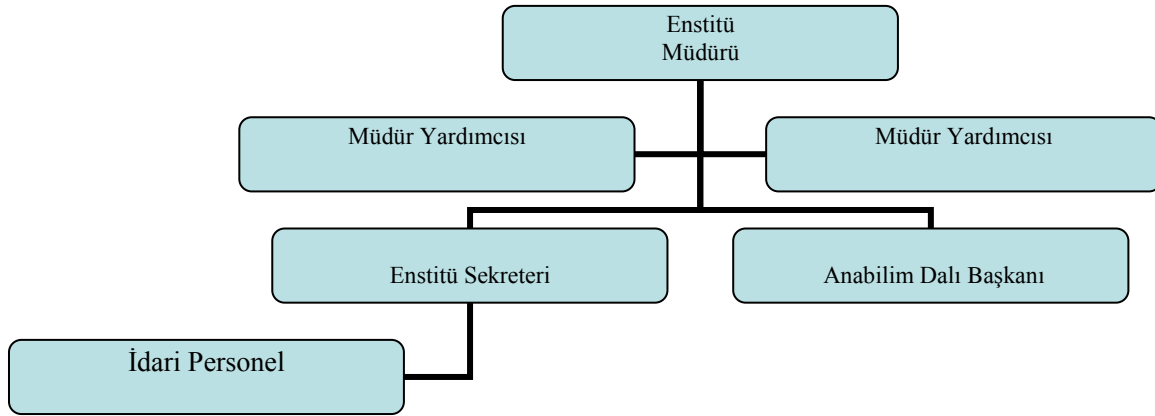 Enstitü
Müdürü
Müdür Yardımcısı
Müdür Yardımcısı
Enstitü Sekreteri
Anabilim Dalı Başkanı
İdari Personel